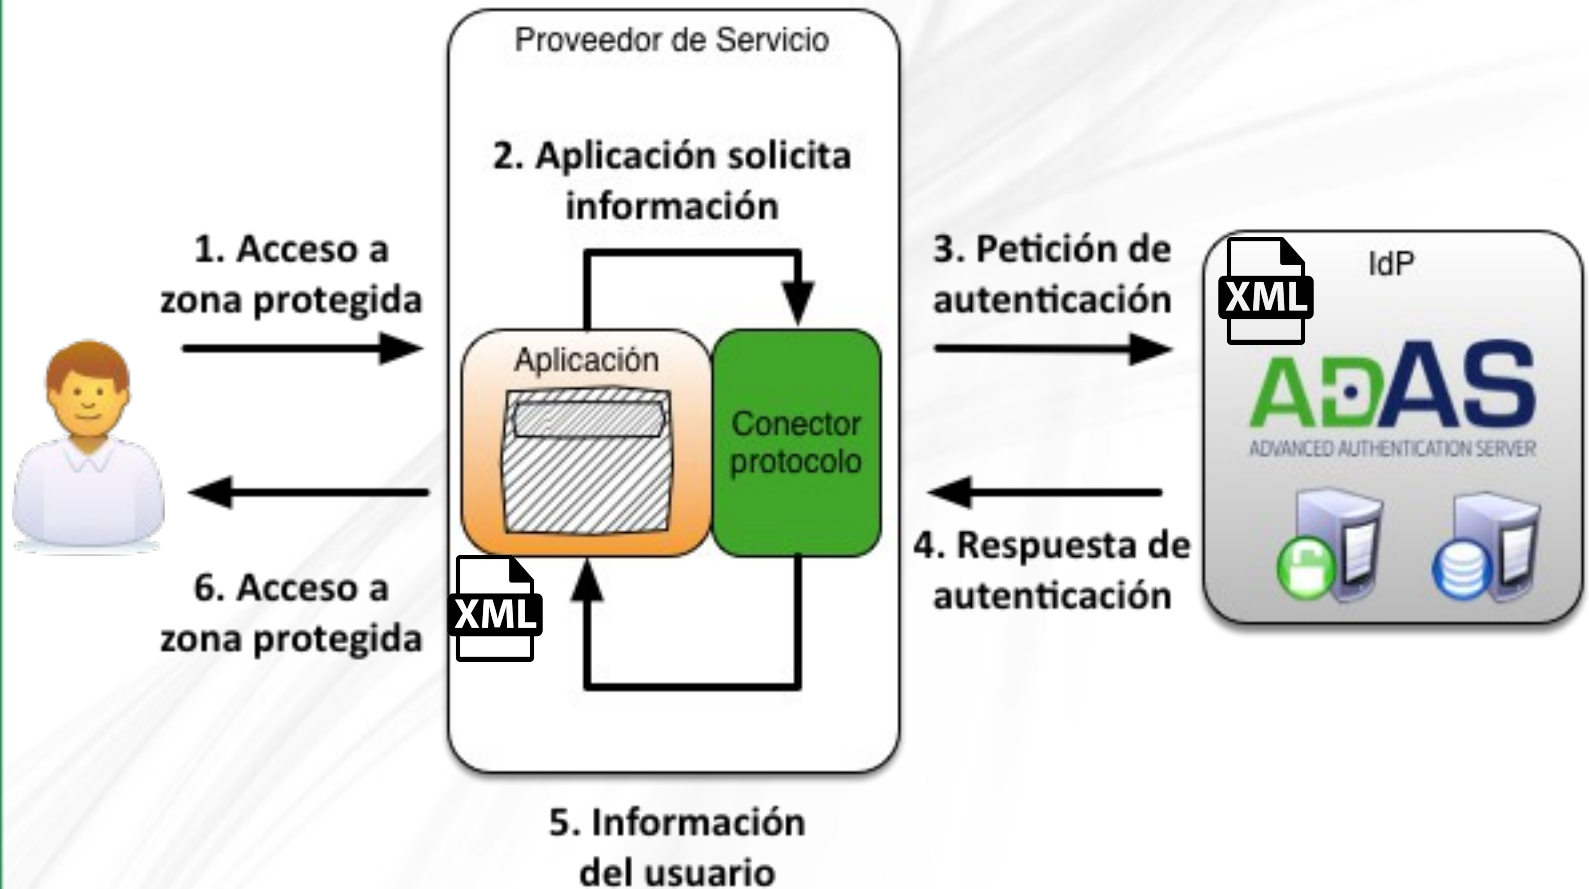 Proveedor de Servicio
2. Aplicación solicita
información
1. Acceso a
zona protegida
3. Petición de
autenticación
XML
IdP
ADAS
ADVANCED AUTHENTICATION SERVER
Aplicación
Conector
protocolo
4. Respuesta de
autenticación
6. Acceso a
zona protegida
XML
5. Información
del usuario